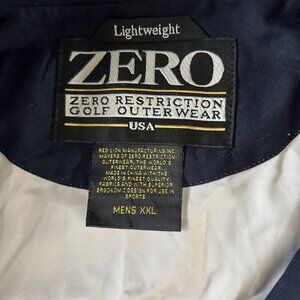 Lightweight
ZERO
ZERO RESTRICTION
GOLF OUTERWEAR
USA
RED LION MANUFACTURING INC.
MAKERS OF ZERO RESTRICTION
OUTERWEAR, THE WORLD'S
FINEST OUTERWEAR.
MADE IN CHINA WITH THE
WORLD'S FINEST QUALITY
FABRICS AND WITH SUPERIOR
ERGONOMIC DESIGN FOR USE IN
SPORTS
MENS XXL